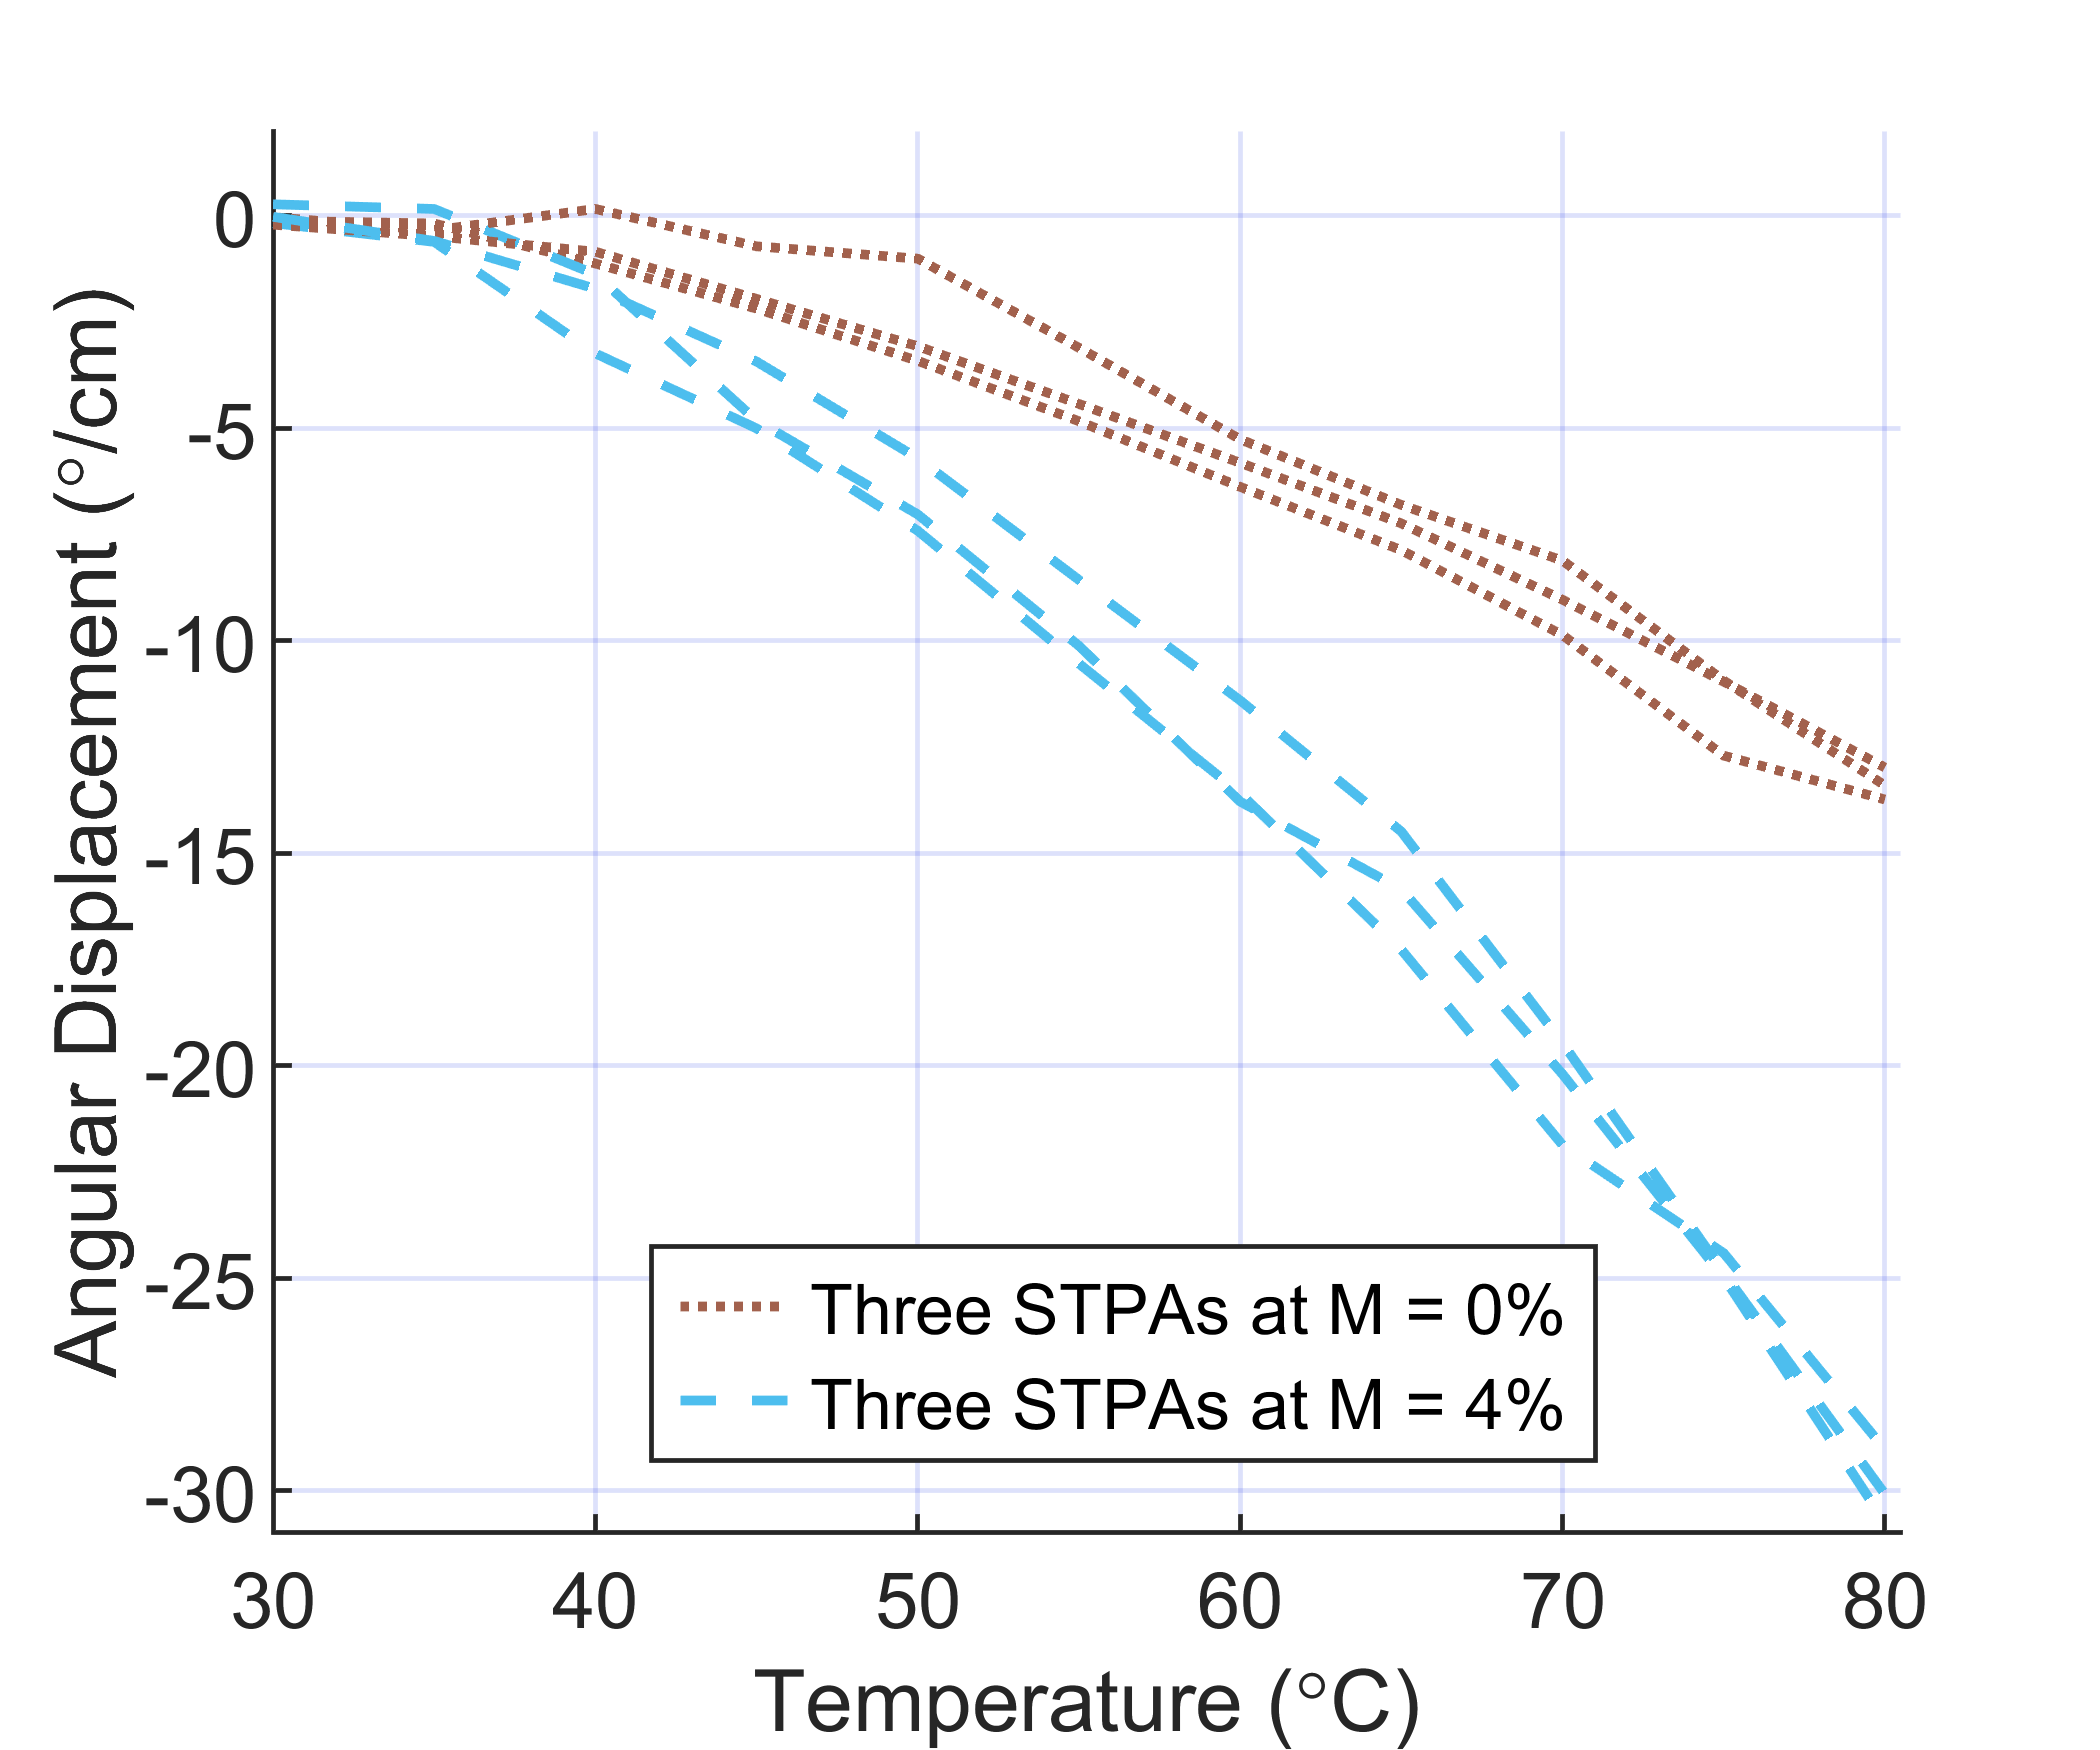 Angular Displacement (°/cm)
0
-5
-10
-15
-20
-25
-30
Three STPAs at M = 0%
Three STPAs at M = 4%
30 40 50 60 70 80
Temperature (°C)